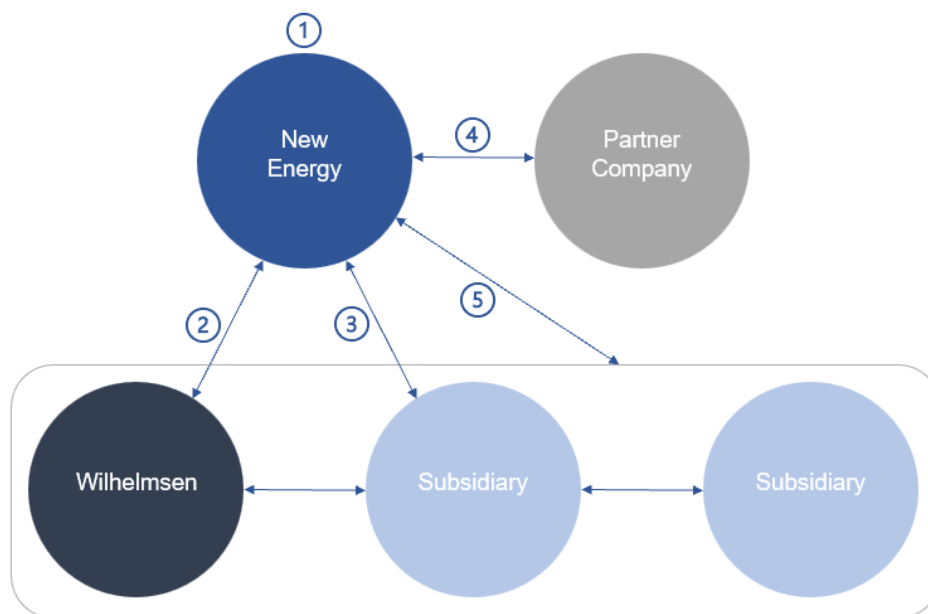 ①
New
Energy
④
Partner
Company
②
③
⑤
Wilhelmsen
Subsidiary
Subsidiary